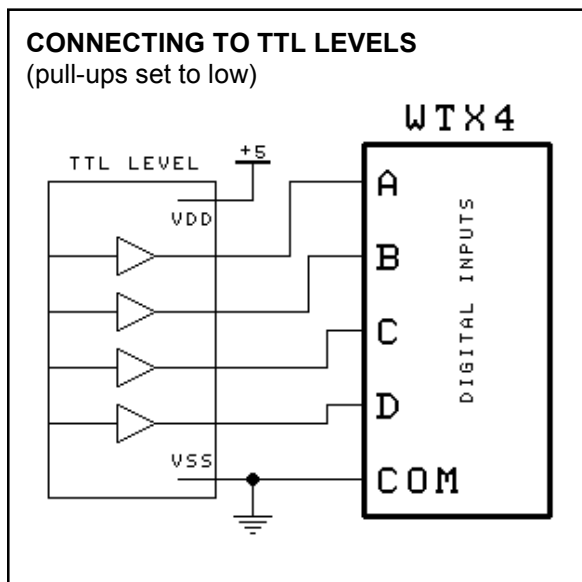 CONNECTING TO TTL LEVELS
(pull-ups set to low)
WTX4
TTL LEVEL
+5
VDD
A
B
C
D
COM
DIGITAL INPUTS
VSS